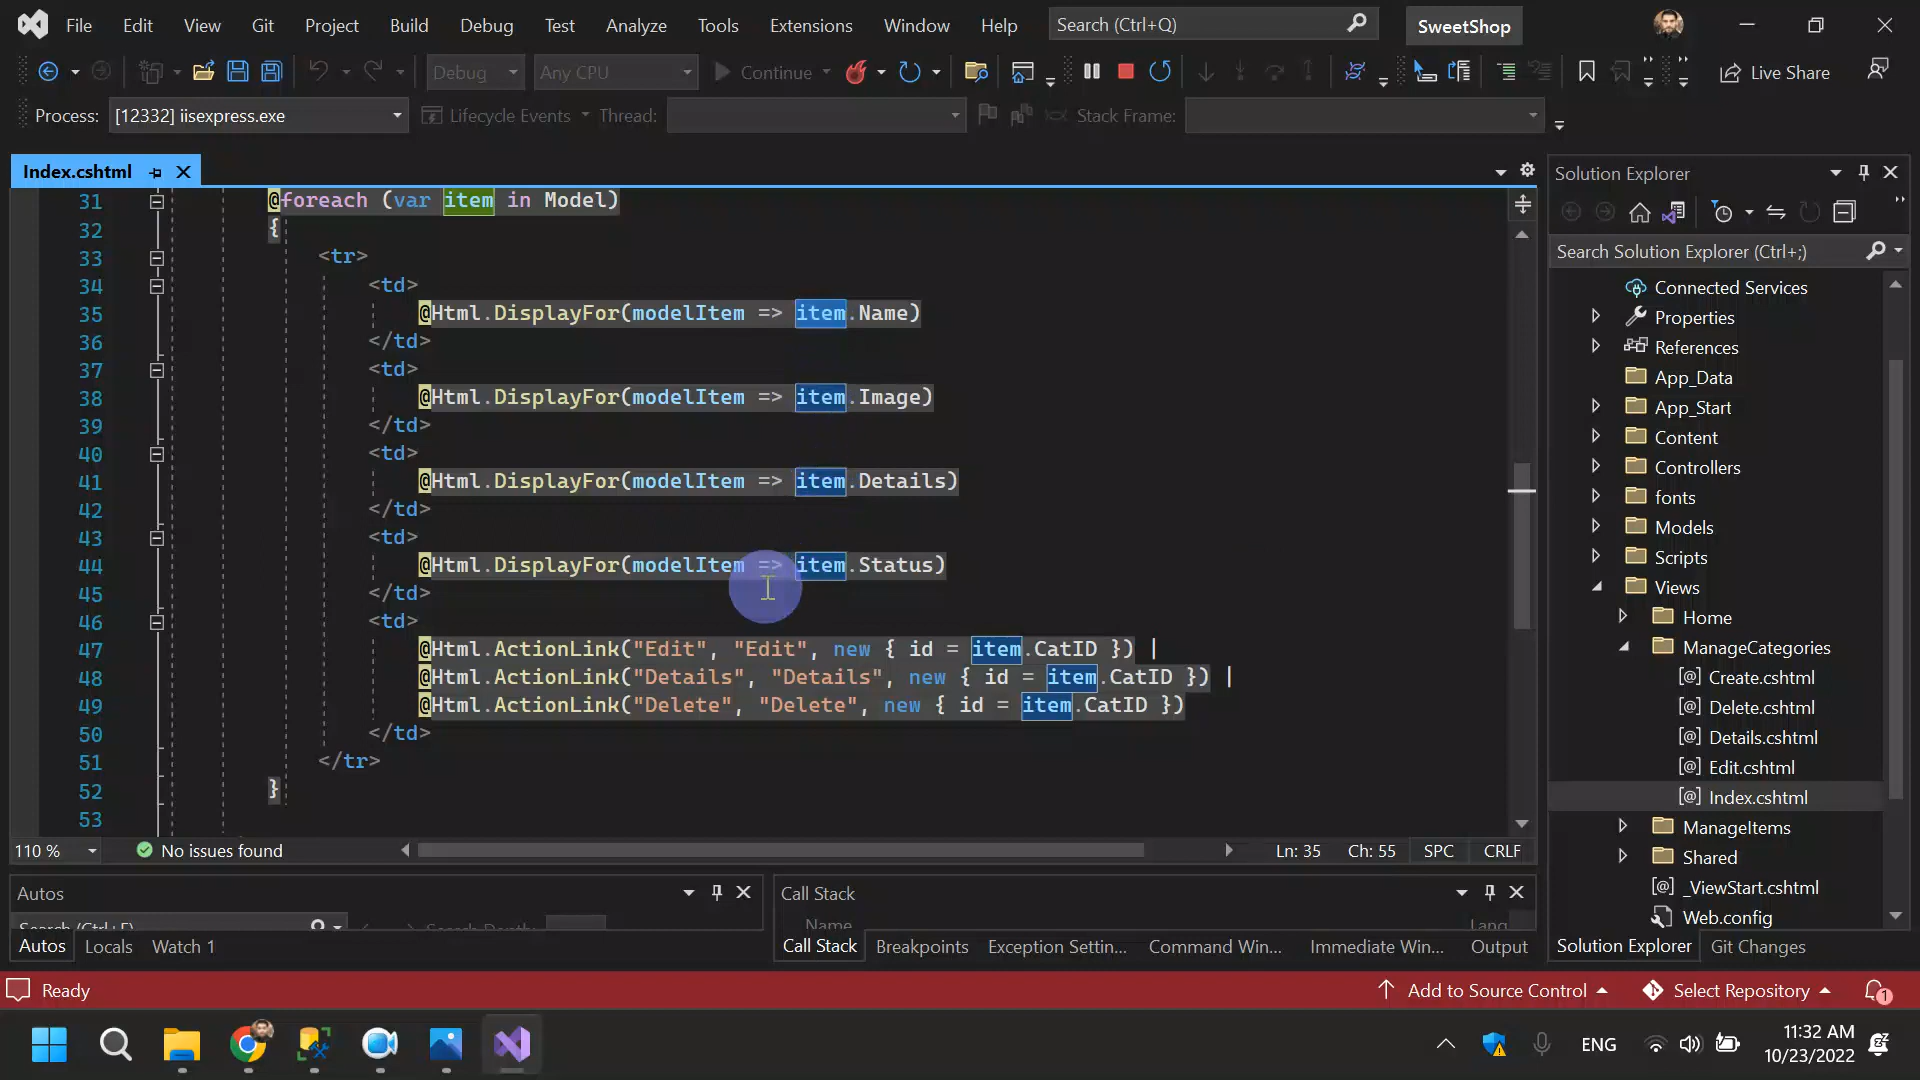 File Edit View Git Project Build Debug Test Analyze Tools Extensions Window Help Search (Ctrl+Q) SweetShop
Debug Any CPU Continue Live Share
Process: [12332] iisexpress.exe Lifecycle Events Thread: Stack Frame:
Index.cshtml
31 @foreach (var item in Model)
32 {
33 <tr>
34 <td>
35 @Html.DisplayFor(modelItem => item.Name)
36 </td>
37 <td>
38 @Html.DisplayFor(modelItem => item.Image)
39 </td>
40 <td>
41 @Html.DisplayFor(modelItem => item.Details)
42 </td>
43 <td>
44 @Html.DisplayFor(modelItem => item.Status)
45 </td>
46 <td>
47 @Html.ActionLink("Edit", "Edit", new { id = item.CatID }) |
48 @Html.ActionLink("Details", "Details", new { id = item.CatID }) |
49 @Html.ActionLink("Delete", "Delete", new { id = item.CatID })
50 </td>
51 </tr>
52 }
53
110 % No issues found Ln: 35 Ch: 55 SPC CRLF
Solution Explorer
Search Solution Explorer (Ctrl+;)
Connected Services
Properties
References
App_Data
App_Start
Content
Controllers
fonts
Models
Scripts
Views
Home
ManageCategories
Create.cshtml
Delete.cshtml
Details.cshtml
Edit.cshtml
Index.cshtml
ManageItems
Shared
_ViewStart.cshtml
Web.config
Solution Explorer Git Changes
Autos
Search (Ctrl+E) Search Depth:
Autos Locals Watch 1
Call Stack
Name Lang
Call Stack Breakpoints Exception Settin... Command Win... Immediate Win... Output
Ready Add to Source Control Select Repository 1
ENG 11:32 AM
10/23/2022